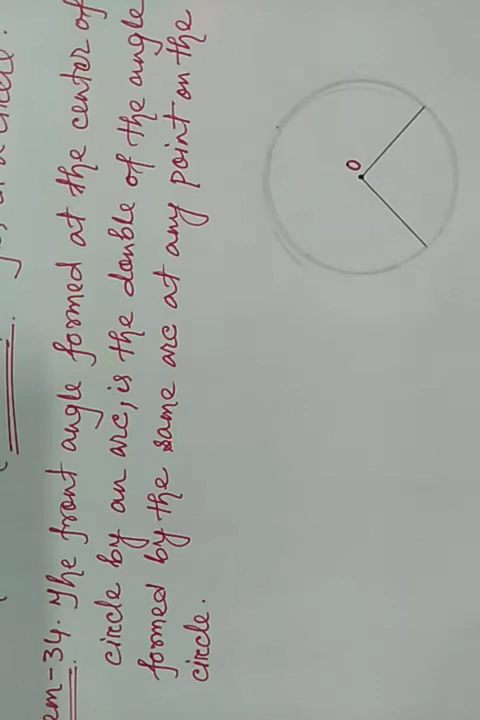 em-34. The front angle formed at the center of
circle by an arc, is the double of the angle
formed by the same arc at any point on the
circle.
O